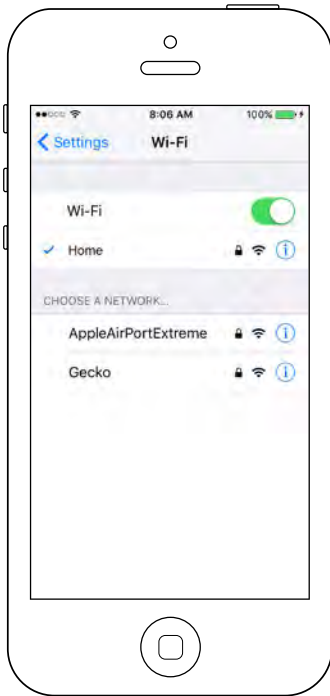 8:06 AM 100%
Settings Wi-Fi
Wi-Fi
Home
CHOOSE A NETWORK...
AppleAirPortExtreme
Gecko